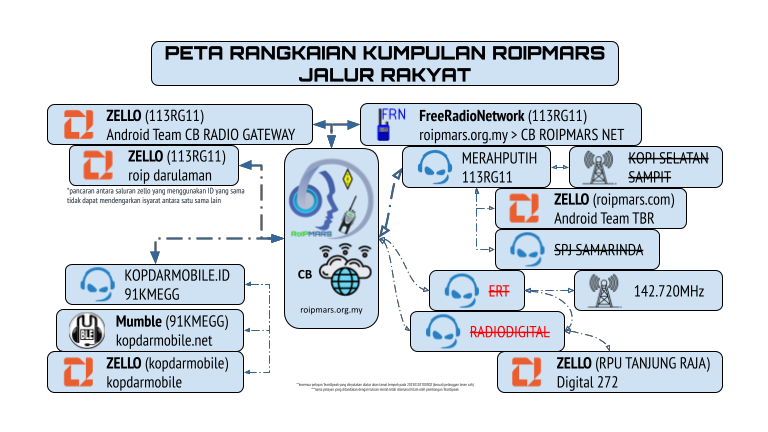 PETA RANGKAIAN KUMPULAN ROIPMARS
JALUR RAKYAT
ZELLO (113RG11)
Android Team CB RADIO GATEWAY
FRN
FreeRadioNetwork (113RG11)
roipmars.org.my > CB ROIPMARS NET
ZELLO (113RG11)
roip darulaman
*pancaran antara saluran zello yang menggunakan ID yang sama
tidak dapat mendengarkan isyarat antara satu sama lain
RoiPMARS
CB
roipmars.org.my
MERAHPUTIH
113RG11
KOPI SELATAN
SAMPIT
ZELLO (roipmars.com)
Android Team TBR
SPJ SAMARINDA
KOPDARMOBILE.ID
91KMEGG
UM
BLE
Mumble (91KMEGG)
kopdarmobile.net
ZELLO (kopdarmobile)
kopdarmobile
ERT
142.720MHz
RADIODIGITAL
ZELLO (RPU TANJUNG RAJA)
Digital 272